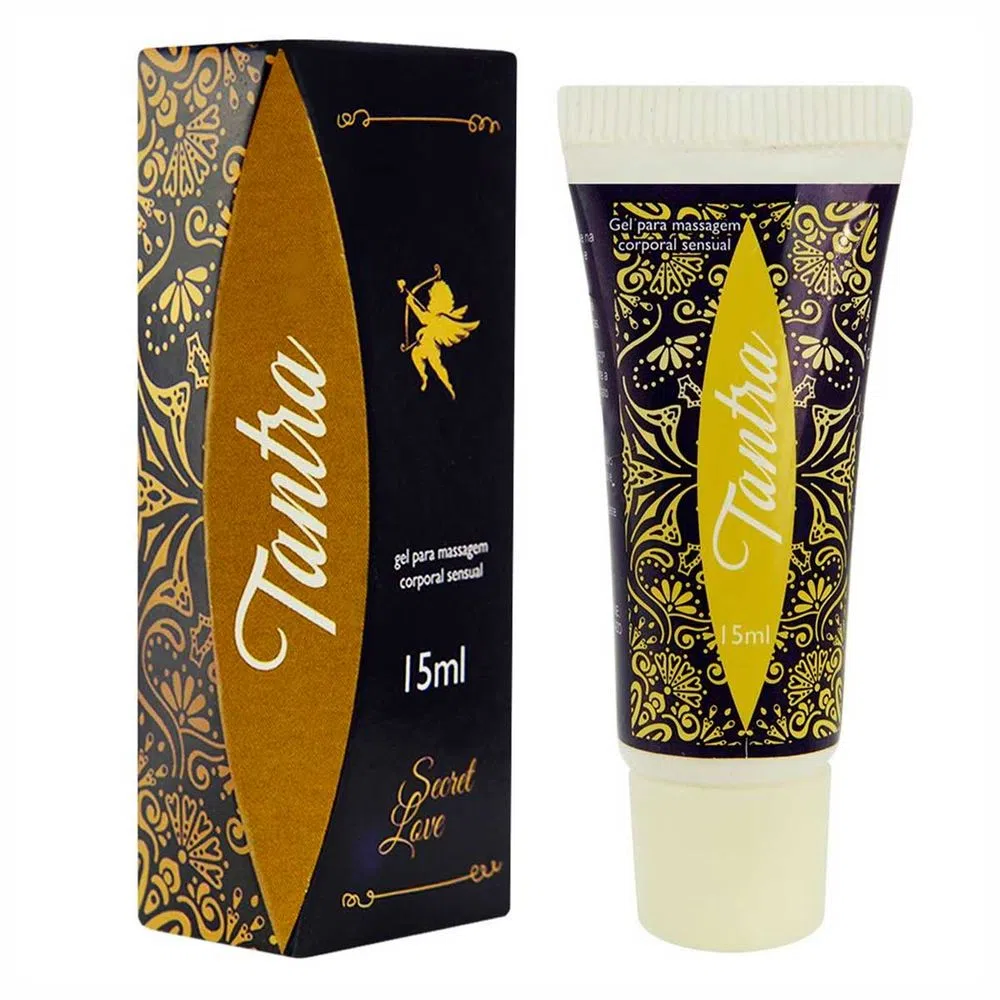 Tantra
gel para massagem
corporal sensual
15ml
Secret
Love
Gel para massagem
corporal sensual
Tantra
15ml